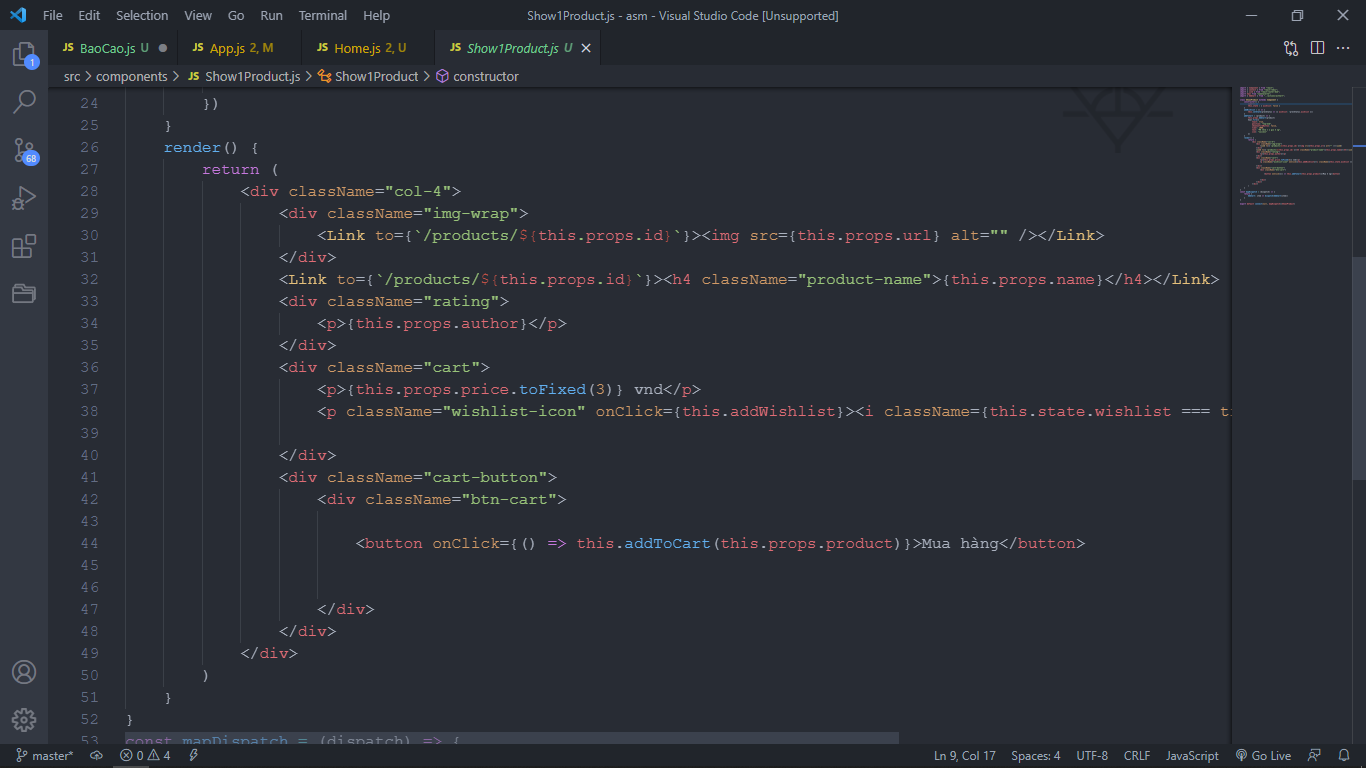 File Edit Selection View Go Run Terminal Help Show1Product.js - asm - Visual Studio Code [Unsupported]
JS BaoCao.js U ● JS App.js 2, M JS Home.js 2, U JS Show1Product.js U
src > components > JS Show1Product.js > Show1Product > constructor
1
68
24 })
25 }
26 render() {
27 return (
28 <div className="col-4">
29 <div className="img-wrap">
30 <Link to={`/products/${this.props.id}`}><img src={this.props.url} alt="" /></Link>
31 </div>
32 <Link to={`/products/${this.props.id}`}><h4 className="product-name">{this.props.name}</h4></Link>
33 <div className="rating">
34 <p>{this.props.author}</p>
35 </div>
36 <div className="cart">
37 <p>{this.props.price.toFixed(3)} vnd</p>
38 <p className="wishlist-icon" onClick={this.addWishlist}><i className={this.state.wishlist ===
39
40 </div>
41 <div className="cart-button">
42 <div className="btn-cart">
43
44 <button onClick={() => this.addToCart(this.props.product)}>Mua hàng</button>
45
46
47 </div>
48 </div>
49 </div>
50 )
51 }
52 }
53 const mapDispatch = (dispatch) => {
master* 0 4 Ln 9, Col 17 Spaces: 4 UTF-8 CRLF JavaScript Go Live